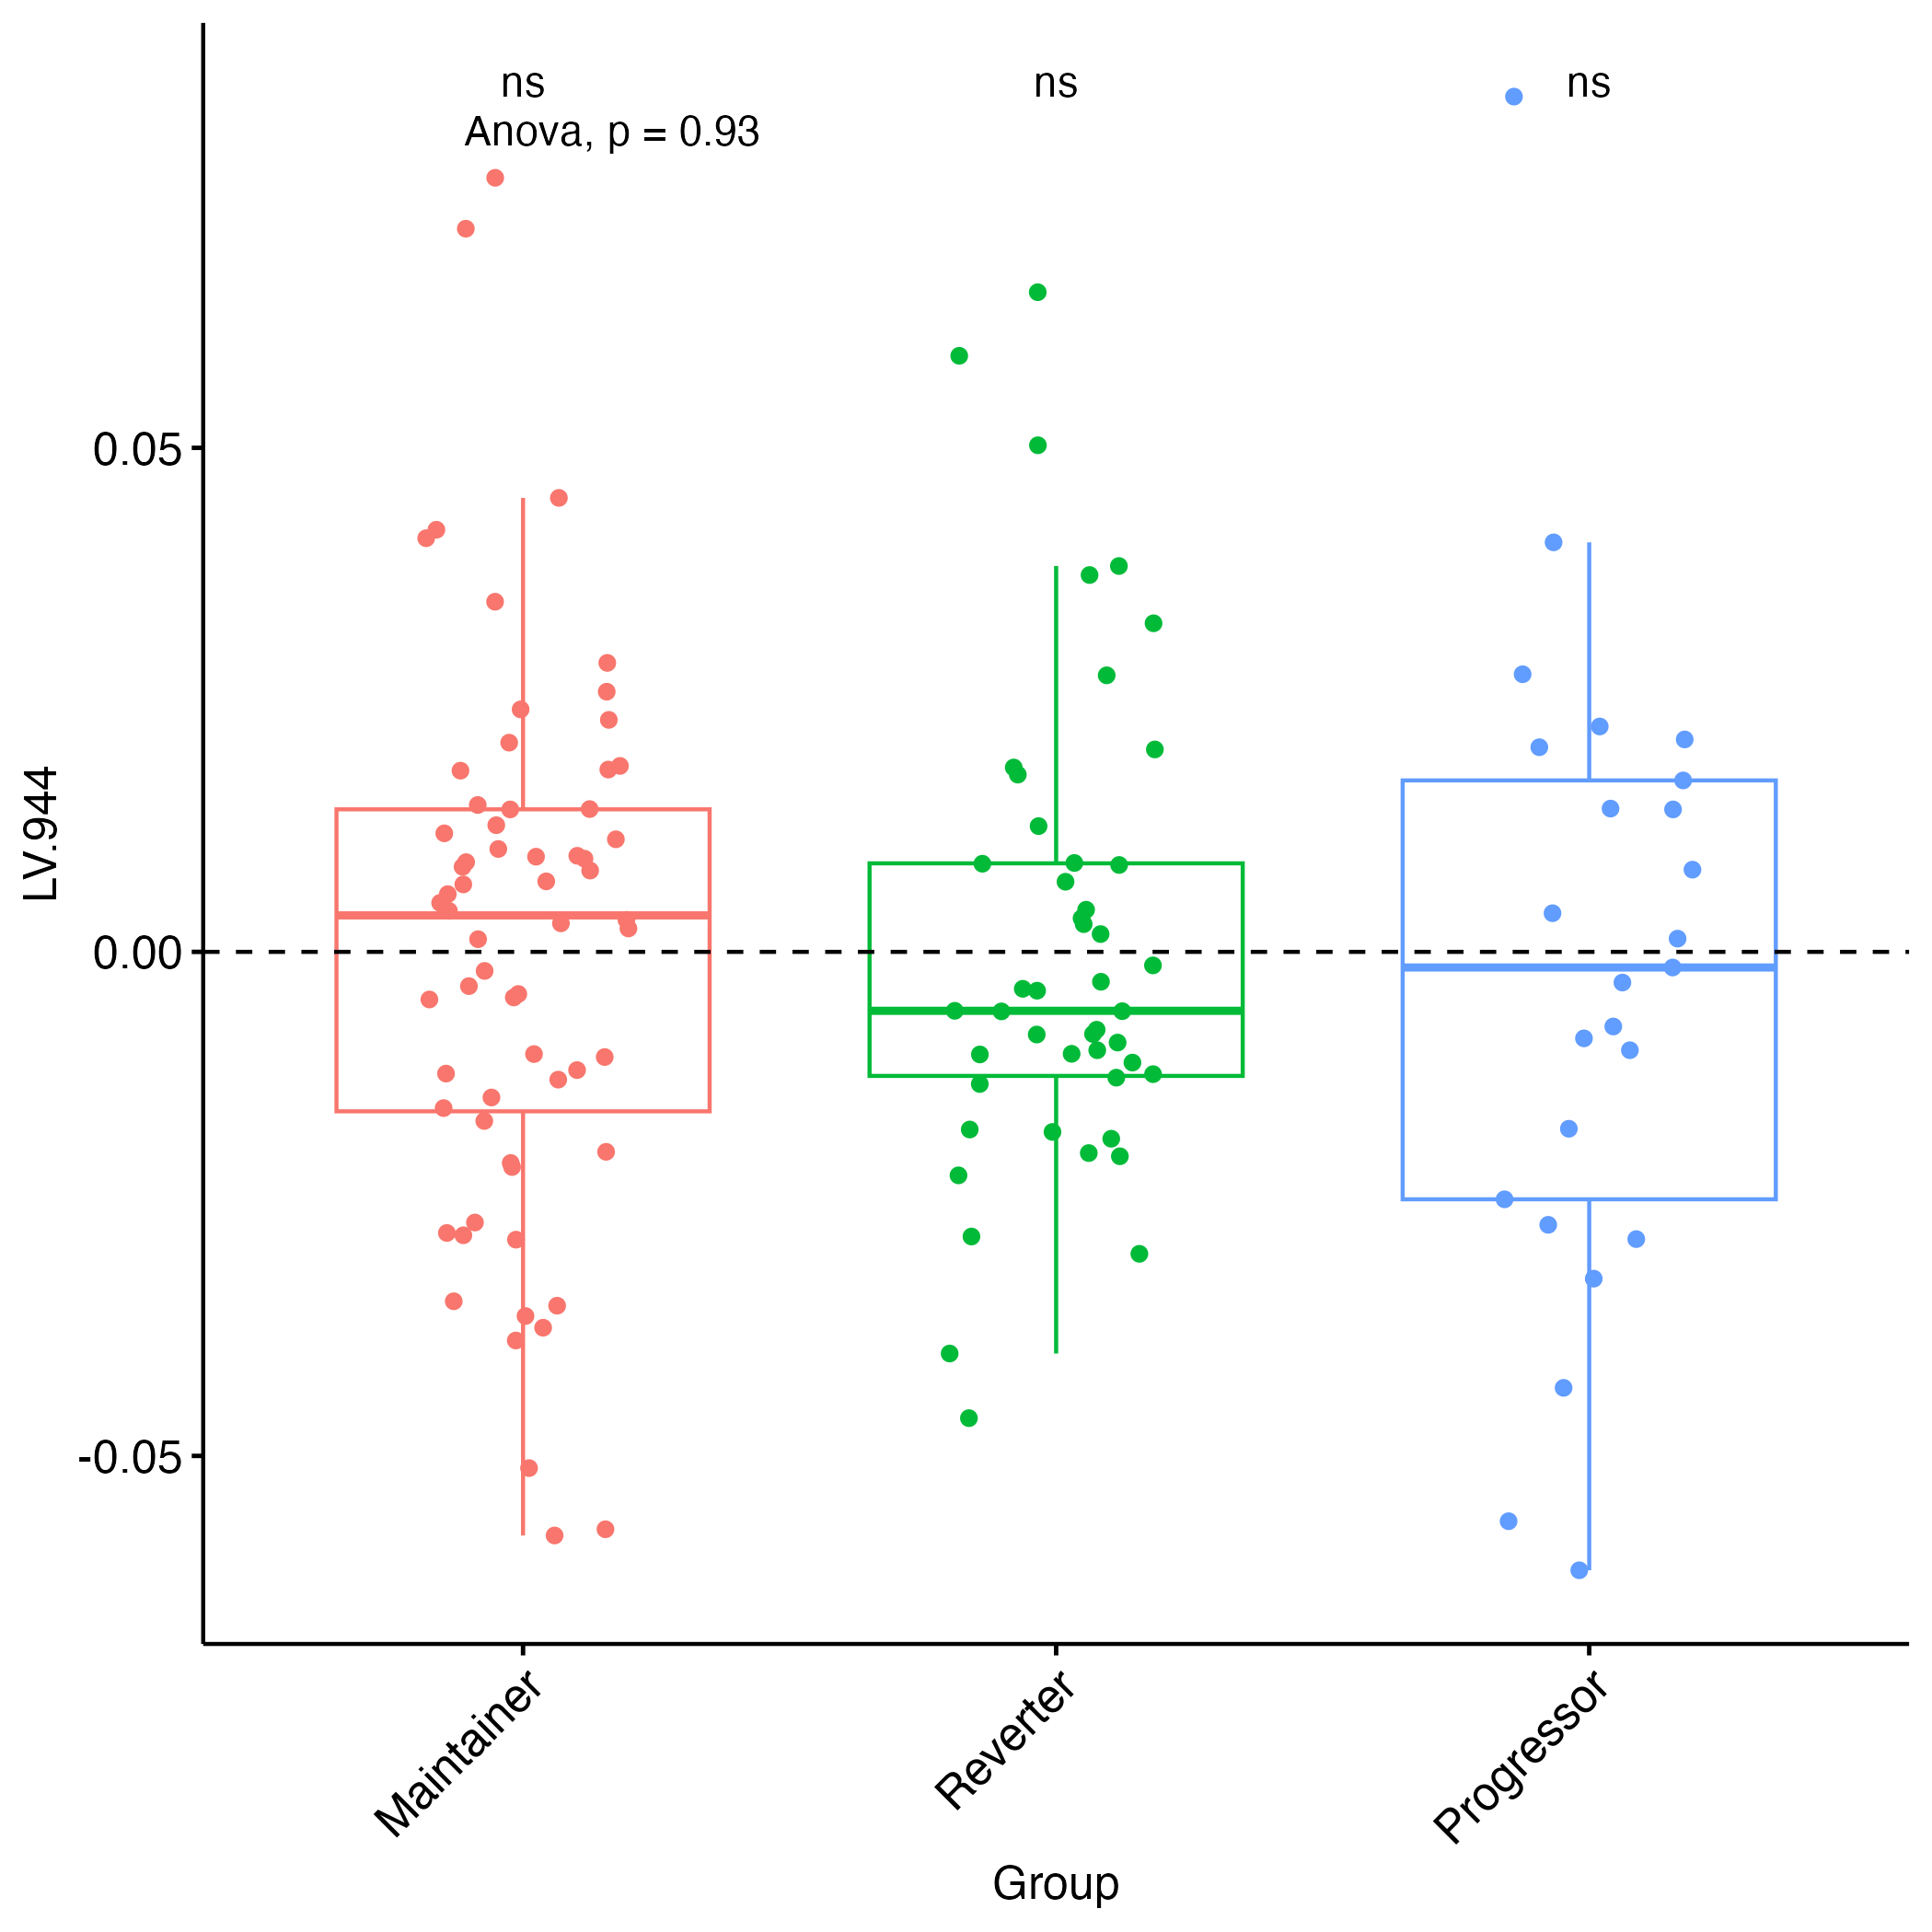 ns ns ns
Anova, p = 0.93
0.05
0.00
-0.05
LV.944
Maintainer
Reverter
Progressor
Group